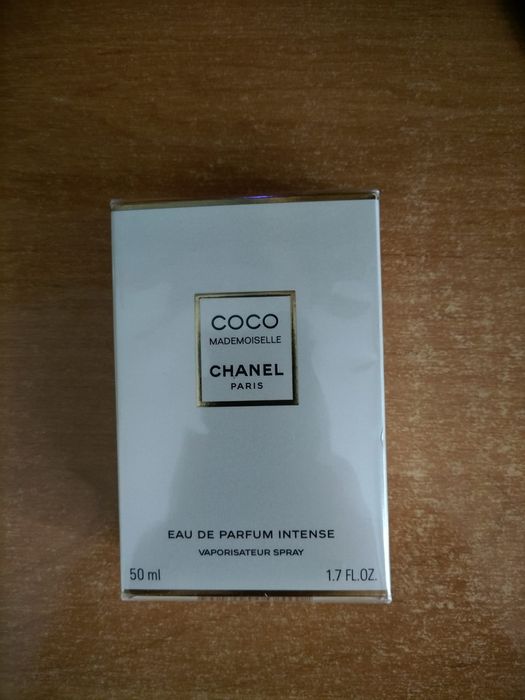 COCO
MADEMOISELLE
CHANEL
PARIS
EAU DE PARFUM INTENSE
VAPORISATEUR SPRAY
50 ml 1.7 FL.OZ.